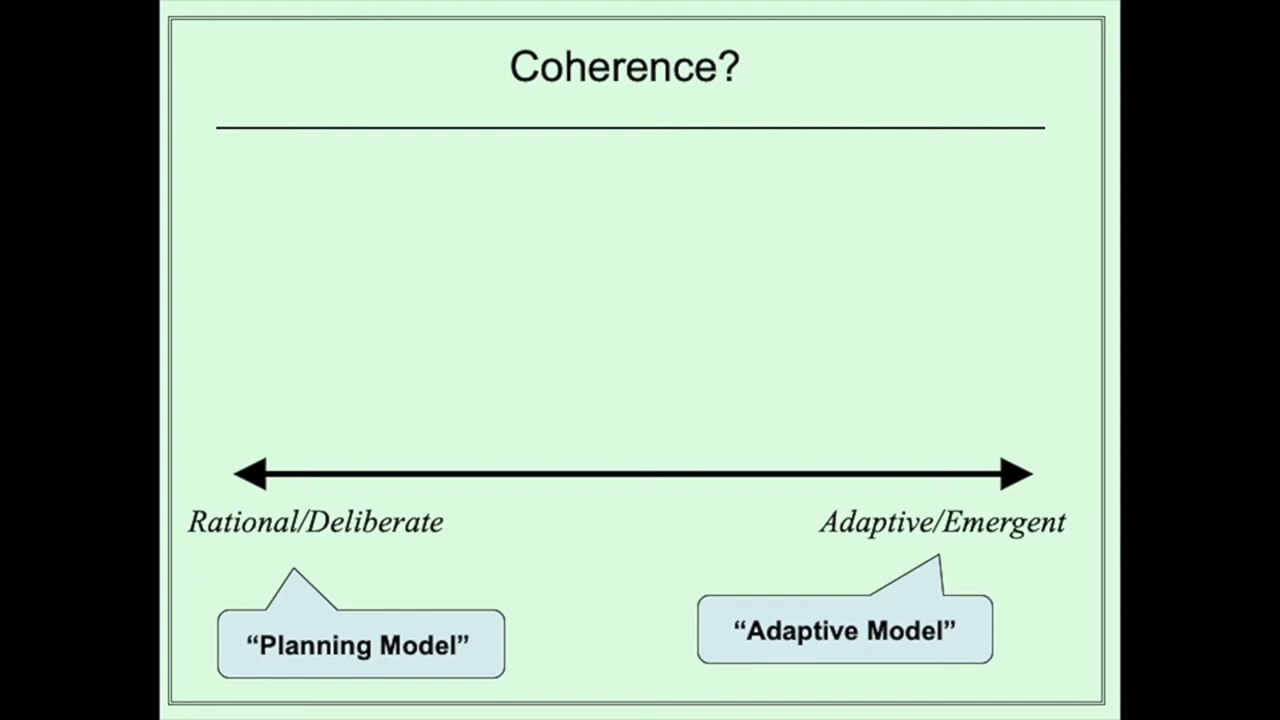 Coherence?
Rational/Deliberate
Adaptive/Emergent
“Planning Model”
“Adaptive Model”